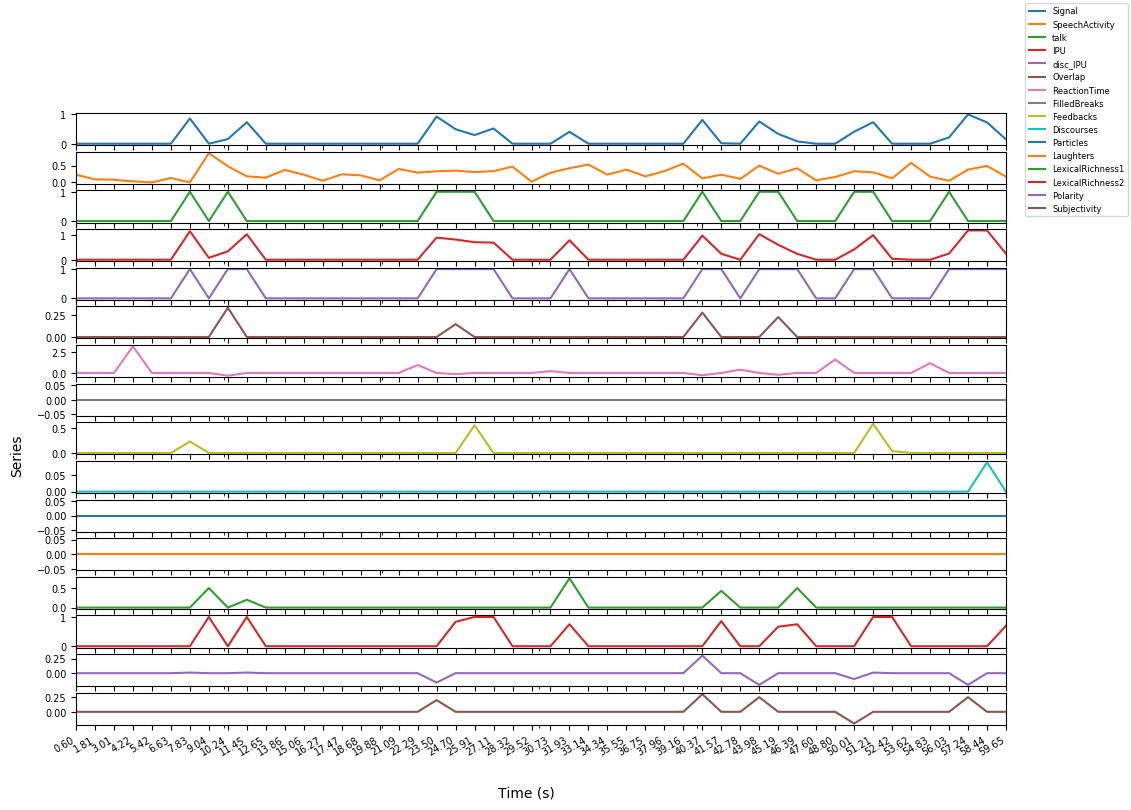 Signal
SpeechActivity
talk
IPU
disc_IPU
Overlap
ReactionTime
FilledBreaks
Feedbacks
Discourses
Particles
Laughters
LexicalRichness1
LexicalRichness2
Polarity
Subjectivity
1
0
0.5
0.0
1
0
1
0
1
0
0.25
0.00
2.5
0.0
0.05
0.00
−0.05
0.5
0.0
0.05
0.00
0.05
0.00
−0.05
0.05
0.00
−0.05
0.5
0.0
1
0
0.25
0.00
0.25
0.00
Series
0.60 1.81 3.01 4.22 5.42 6.63 7.83 9.04 10.24 11.45 12.65 13.86 15.06 16.27 17.47 18.68 19.88 21.09 22.29 23.50 24.70 25.91 27.11 28.32 29.52 30.73 31.93 33.14 34.34 35.55 36.75 37.96 39.16 40.37 41.57 42.78 43.98 45.19 46.39 47.60 48.80 50.01 51.21 52.42 53.62 54.83 56.03 57.24 58.44 59.65
Time (s)